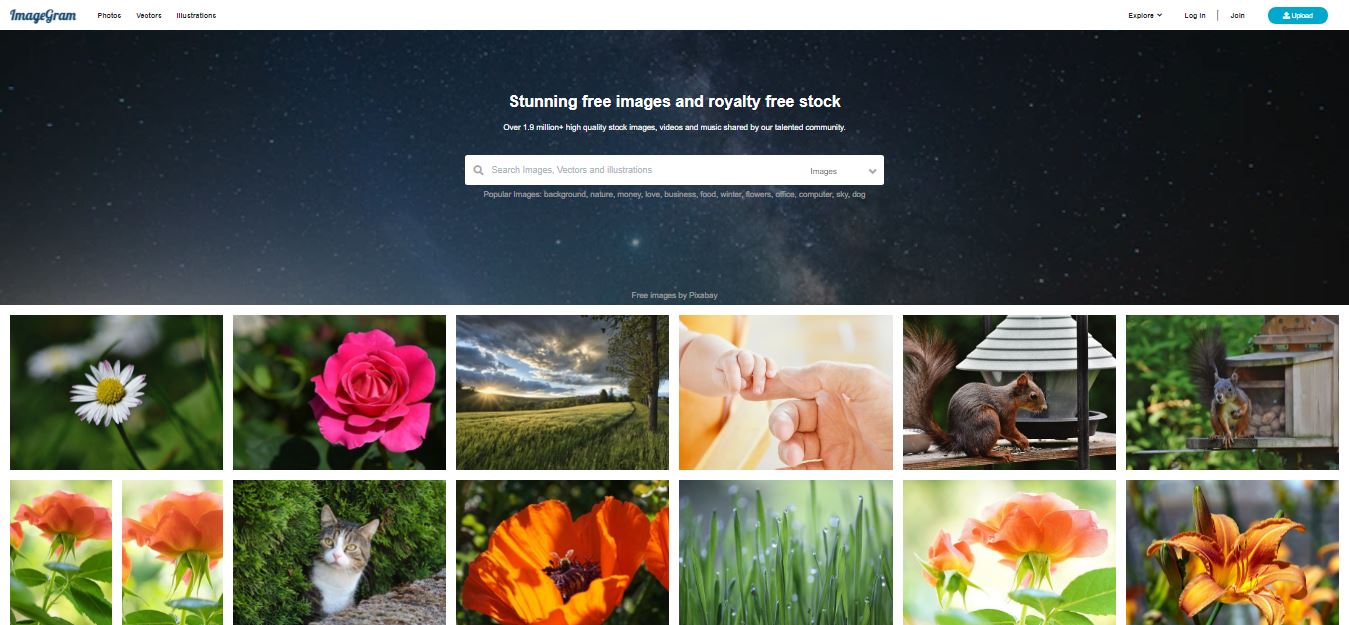 ImageGram Photos Vectors Illustrations Explore Log In | Join Upload
Stunning free images and royalty free stock
Over 1.9 million+ high quality stock images, videos and music shared by our talented community.
Search Images, Vectors and illustrations Images
Popular Images: background, nature, money, love, business, food, winter, flowers, office, computer, sky, dog
Free images by Pixabay